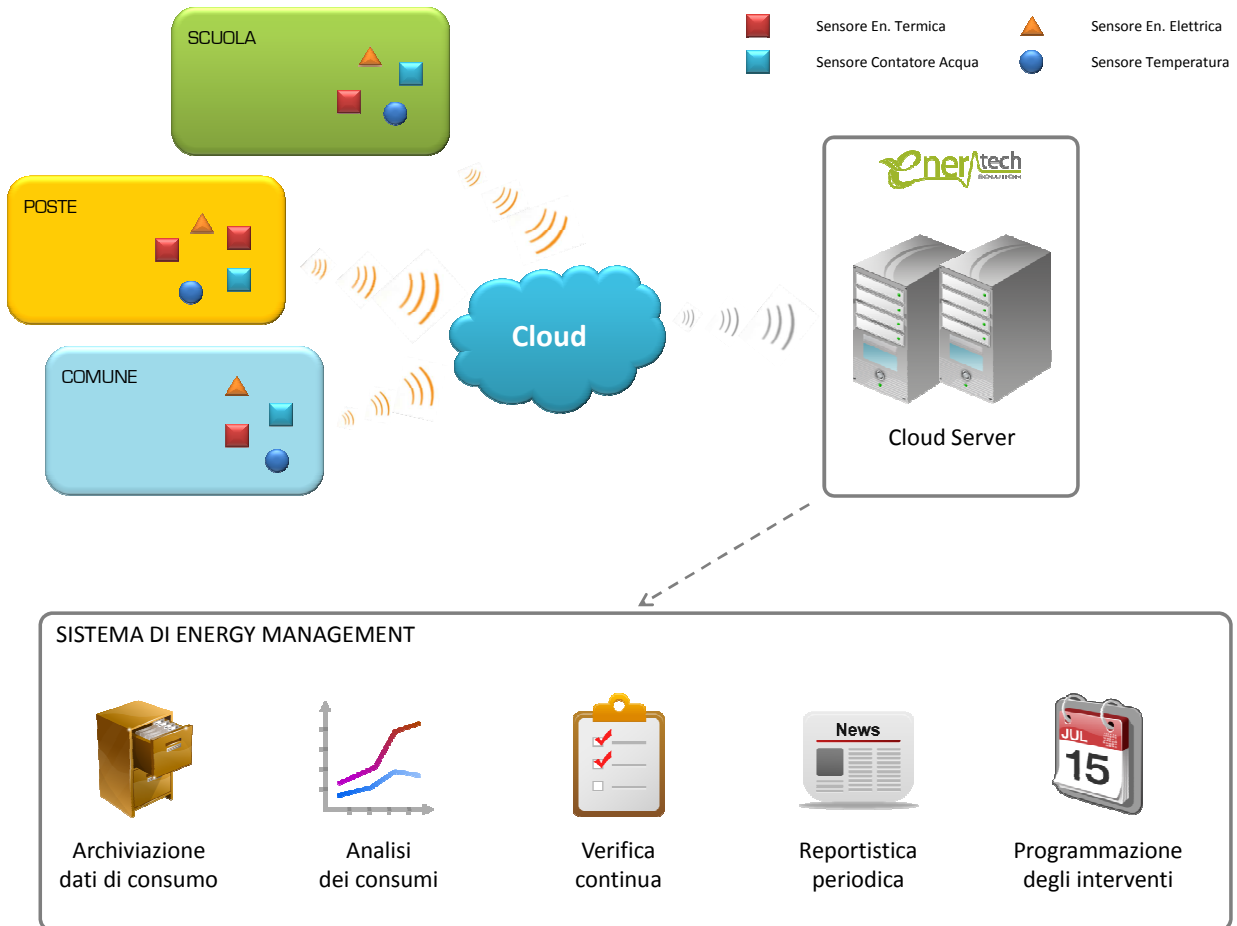 SCUOLA
Sensore En. Termica
Sensore En. Elettrica
Sensore Contatore Acqua
Sensore Temperatura
POSTE
COMUNE
Cloud
enertech
SOLUTION
Cloud Server
SISTEMA DI ENERGY MANAGEMENT
News
JUL
15
Archiviazione
dati di consumo
Analisi
dei consumi
Verifica
continua
Reportistica
periodica
Programmazione
degli interventi